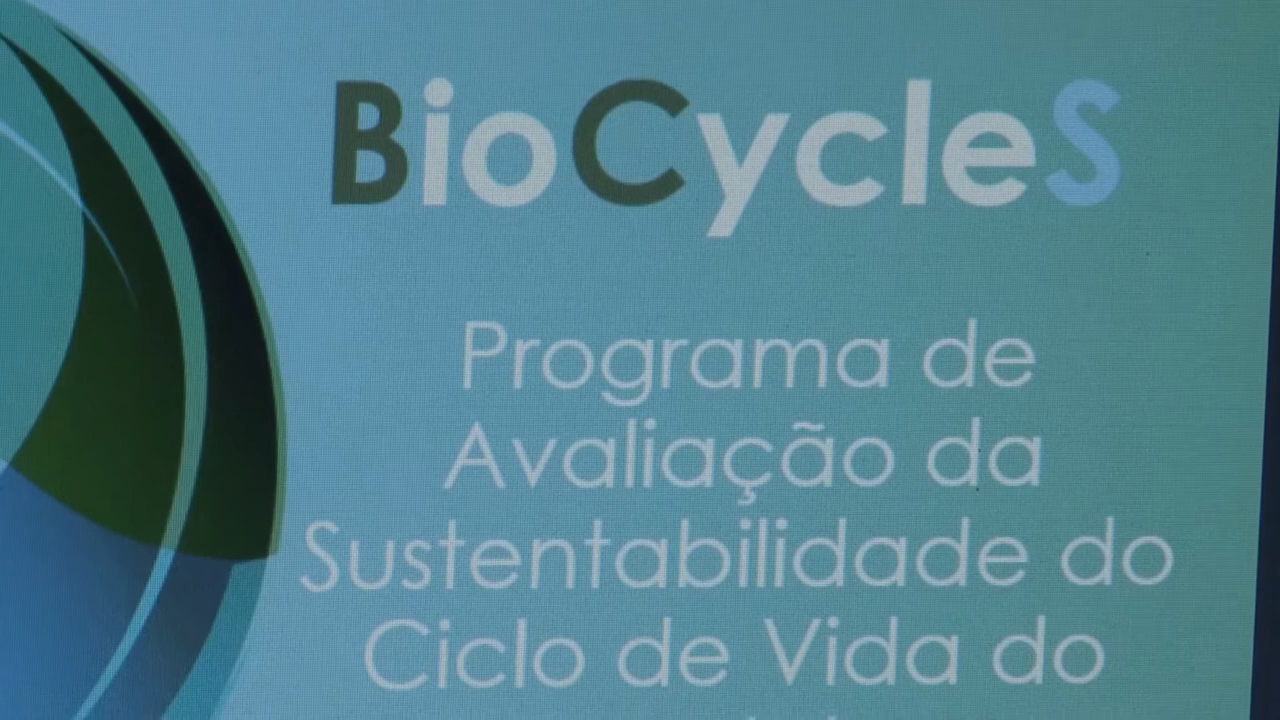 BioCycleS
Programa de
Avaliação da
Sustentabilidade do
Ciclo de Vida do